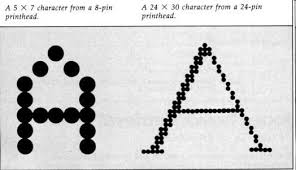 A 5 × 7 character from a 8-pin
printhead.
A 24 × 30 character from a 24-pin
printhead.
A A